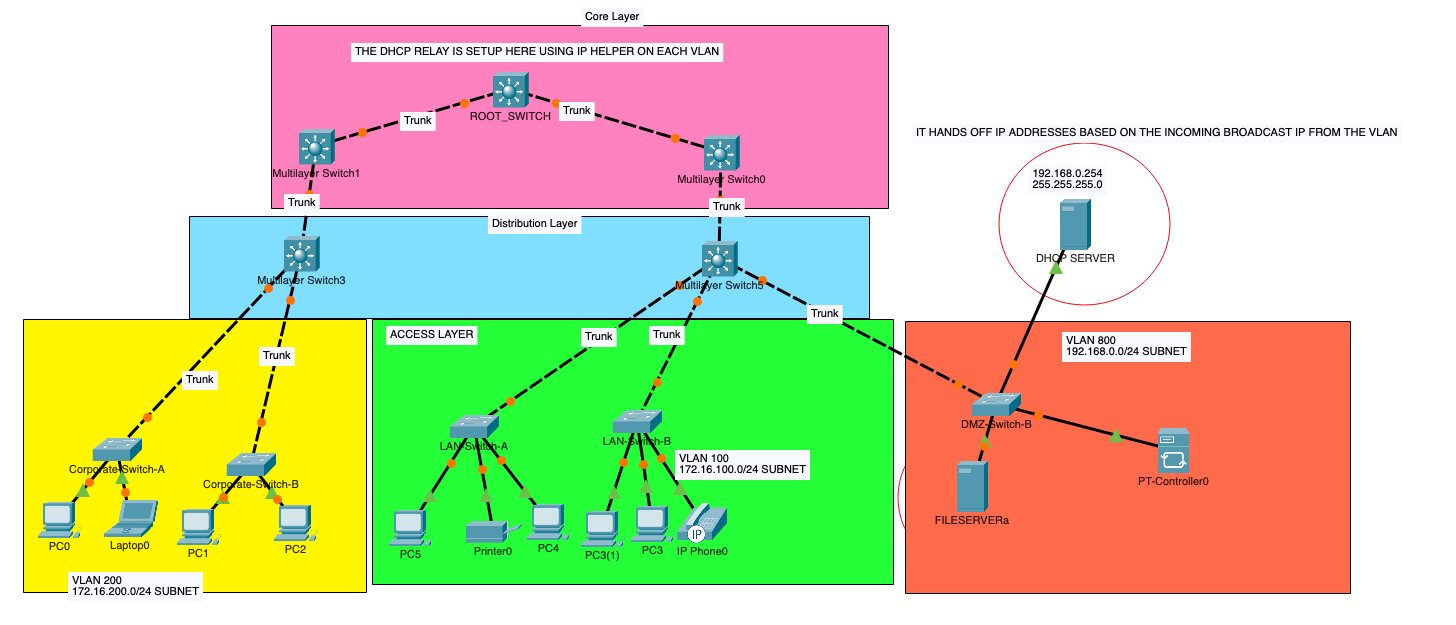 Core Layer
THE DHCP RELAY IS SETUP HERE USING IP HELPER ON EACH VLAN
ROOT_SWITCH
Trunk
Trunk
Multilayer Switch1
Multilayer Switch0
Trunk
Trunk
IT HANDS OFF IP ADDRESSES BASED ON THE INCOMING BROADCAST IP FROM THE VLAN
192.168.0.254
255.255.255.0
DHCP SERVER
Distribution Layer
Multilayer Switch3
Multilayer Switch5
Trunk
ACCESS LAYER
Trunk
Trunk
Trunk
Trunk
VLAN 800
192.168.0.0/24 SUBNET
Corporate-Switch-A
Corporate-Switch-B
LAN-Switch-A
LAN-Switch-B
DMZ-Switch-B
VLAN 100
172.16.100.0/24 SUBNET
PT-Controller0
FILESERVERa
IP
PC0
Laptop0
PC1
PC2
PC5
Printer0
PC4
PC3(1)
PC3
IP Phone0
VLAN 200
172.16.200.0/24 SUBNET